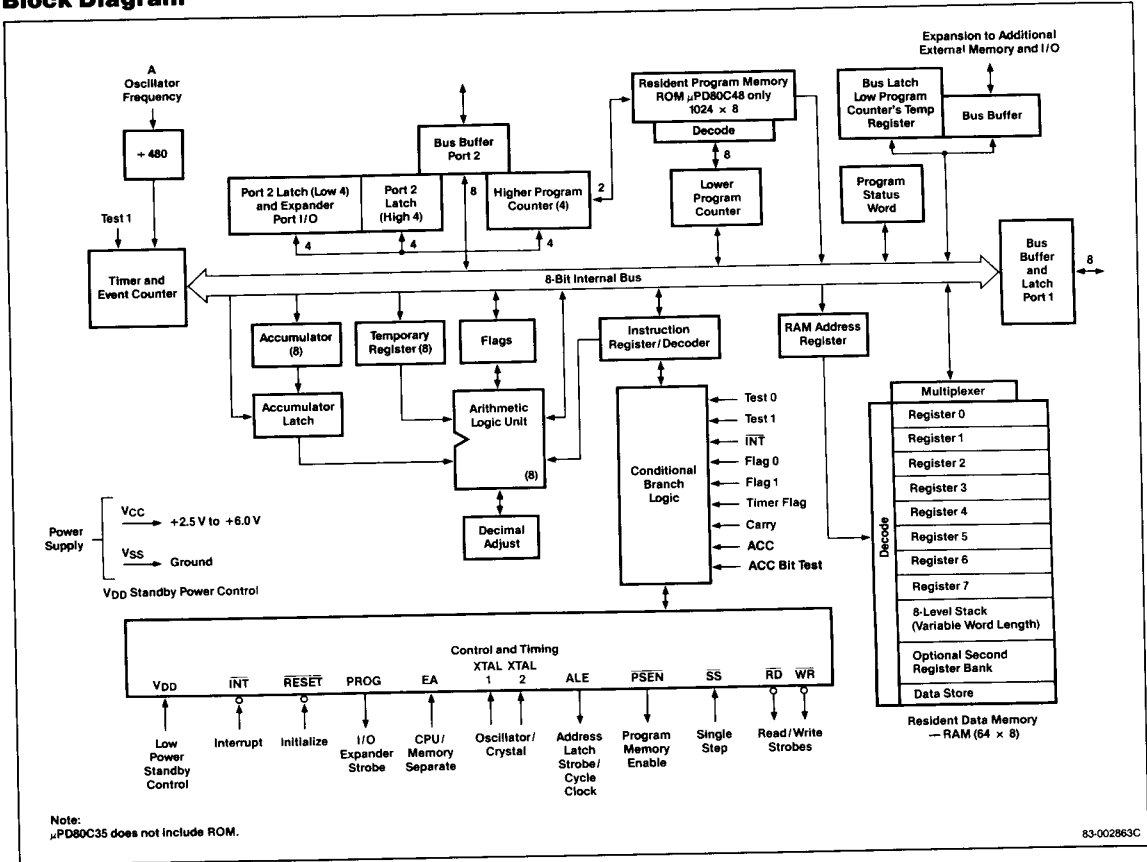 Block Diagram
Expansion to Additional
External Memory and I/O
A
Oscillator
Frequency
÷ 480
Test 1
Timer and
Event Counter
Port 2 Latch (Low 4)
and Expander
Port I/O
Port 2
Latch
(High 4)
Bus Buffer
Port 2
8
Higher Program
Counter (4)
4
4
4
2
Resident Program Memory
ROM µPD80C48 only
1024 × 8
Decode
8
Lower
Program
Counter
Bus Latch
Low Program
Counter's Temp
Register
Bus Buffer
Program
Status
Word
Bus
Buffer
and
Latch
Port 1
8
8-Bit Internal Bus
Accumulator
(8)
Temporary
Register (8)
Flags
Instruction
Register/Decoder
RAM Address
Register
Accumulator
Latch
Arithmetic
Logic Unit
(8)
Decimal
Adjust
Conditional
Branch
Logic
Test 0
Test 1
INT
Flag 0
Flag 1
Timer Flag
Carry
ACC
ACC Bit Test
Multiplexer
Decode
Register 0
Register 1
Register 2
Register 3
Register 4
Register 5
Register 6
Register 7
8-Level Stack
(Variable Word Length)
Optional Second
Register Bank
Data Store
Resident Data Memory
— RAM (64 × 8)
Power
Supply
VCC
+2.5 V to +6.0 V
VSS
Ground
VDD Standby Power Control
Control and Timing
XTAL XTAL
VDD INT RESET PROG EA 1 2 ALE PSEN SS RD WR
Low
Power
Standby
Control
Interrupt
Initialize
I/O
Expander
Strobe
CPU/
Memory
Separate
Oscillator/
Crystal
Address
Latch
Strobe/
Cycle
Clock
Program
Memory
Enable
Single
Step
Read/Write
Strobes
Note:
µPD80C35 does not include ROM.
83-002863C